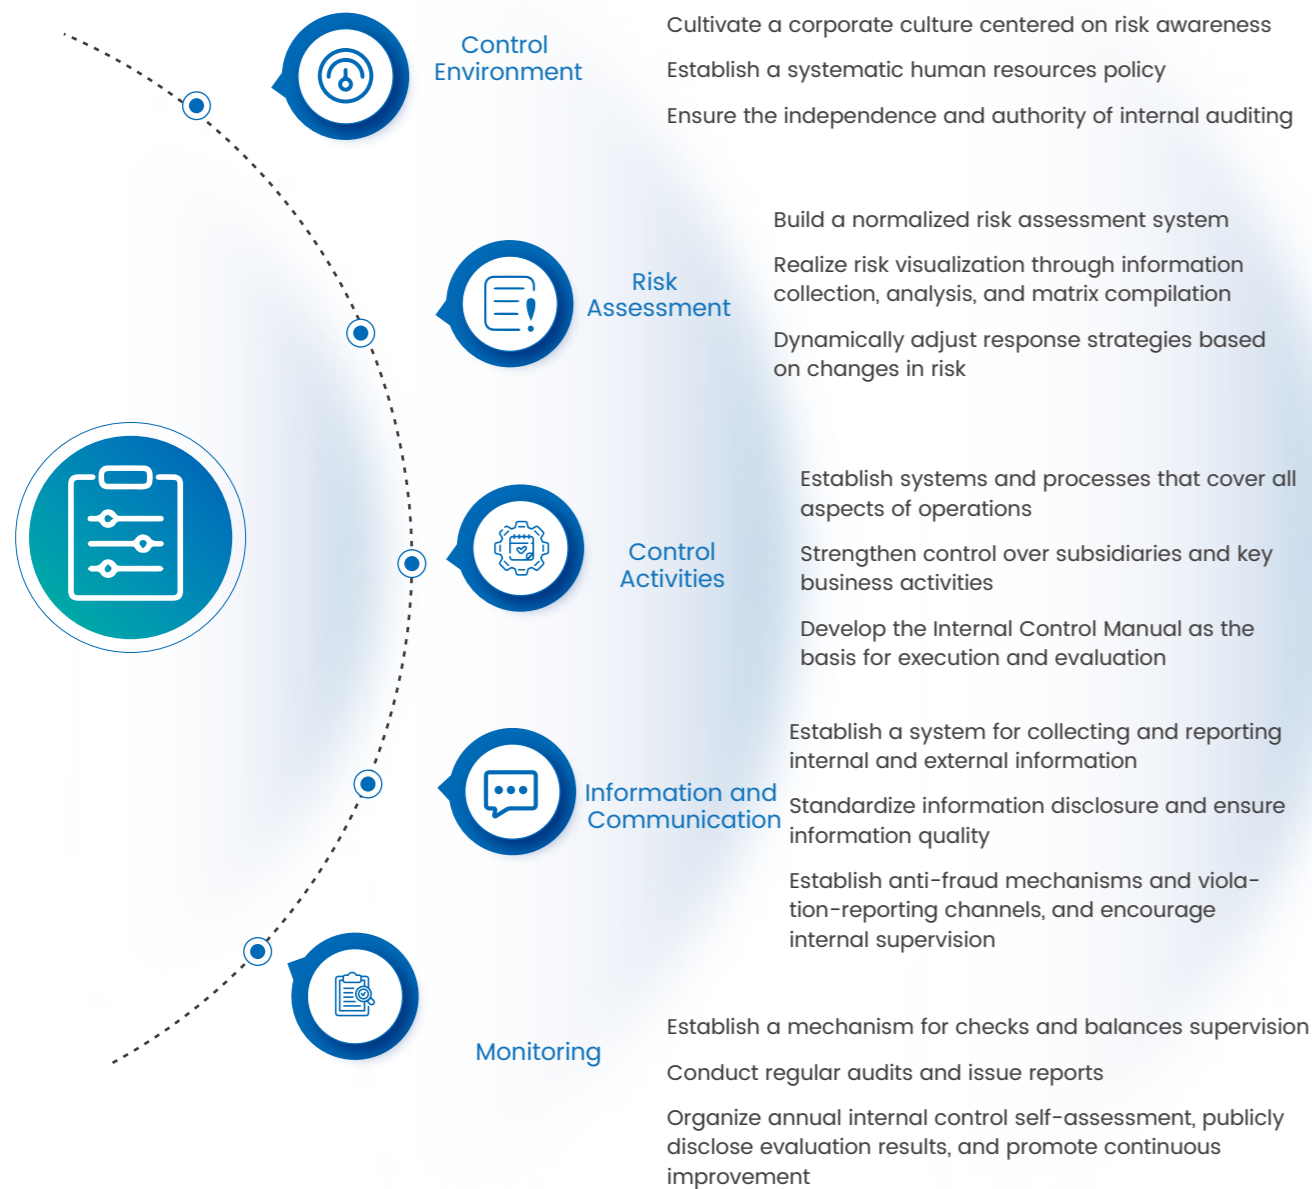 Control
Environment
Cultivate a corporate culture centered on risk awareness
Establish a systematic human resources policy
Ensure the independence and authority of internal auditing
Risk
Assessment
Build a normalized risk assessment system
Realize risk visualization through information
collection, analysis, and matrix compilation
Dynamically adjust response strategies based
on changes in risk
Control
Activities
Establish systems and processes that cover all
aspects of operations
Strengthen control over subsidiaries and key
business activities
Develop the Internal Control Manual as the
basis for execution and evaluation
Information and
Communication
Establish a system for collecting and reporting
internal and external information
Standardize information disclosure and ensure
information quality
Establish anti-fraud mechanisms and viola-
tion-reporting channels, and encourage
internal supervision
Monitoring
Establish a mechanism for checks and balances supervision
Conduct regular audits and issue reports
Organize annual internal control self-assessment, publicly
disclose evaluation results, and promote continuous
improvement